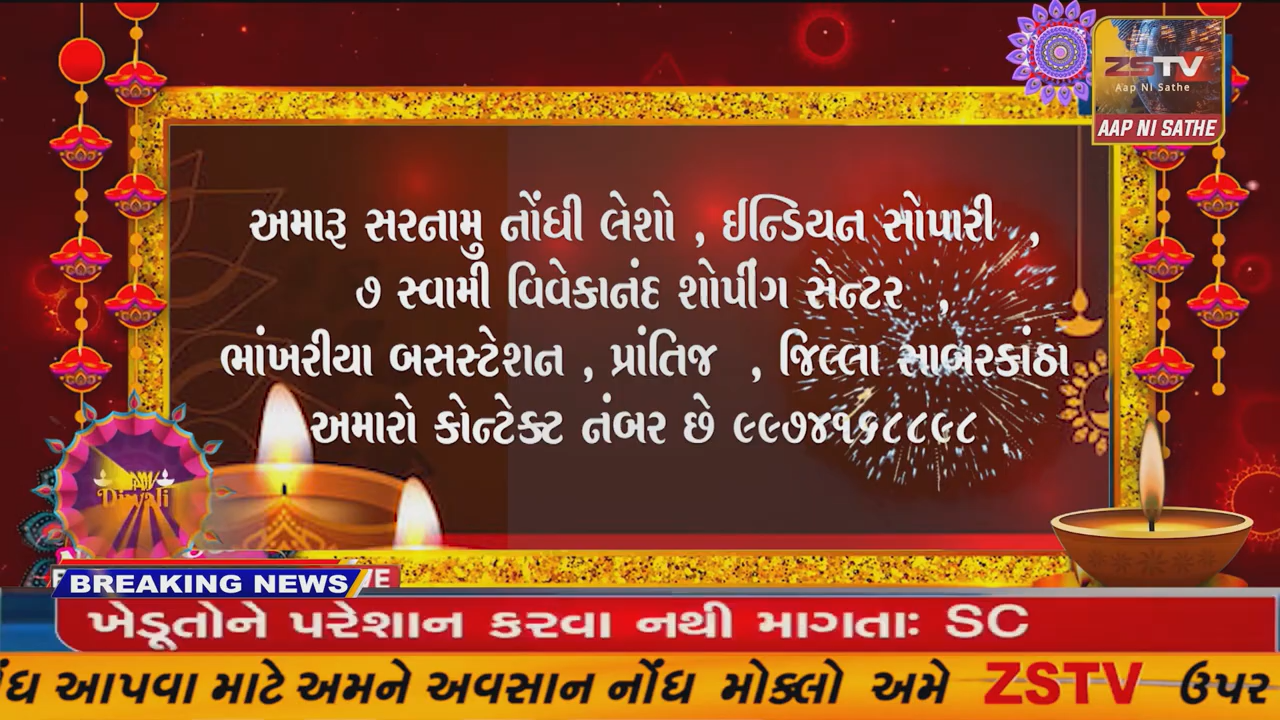 ZSTV
Aap Ni Sathe
AAP NI SATHE
અમારૂ સરનામુ નોંધી લેશો , ઈન્ડિયન સોપારી ,
૭ સ્વામી વિવેકાનંદ શોપીંગ સેન્ટર ,
ભાંખરીયા બસસ્ટેશન , પ્રાંતિજ , જિલ્લા સાબરકાંઠા
અમારો કોન્ટેક્ટ નંબર છે ૯૯૭૪૧૬૮૮૯૮
Diwali
BREAKING NEWS
ખેડૂતોને પરેશાન કરવા નથી માગતાઃ SC
આપવા માટે અમને અવસાન નોંધ મોકલો અમે ZSTV ઉપર